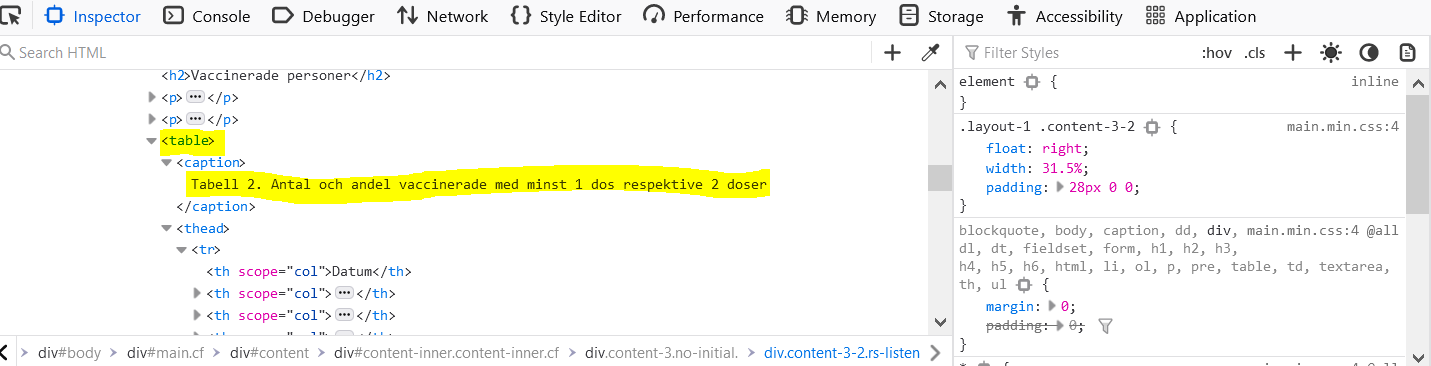 Inspector Console Debugger Network Style Editor Performance Memory Storage Accessibility Application
Search HTML
<h2>Vaccinerade personer</h2>
<p>•••</p>
<p>•••</p>
<table>
<caption>
Tabell 2. Antal och andel vaccinerade med minst 1 dos respektive 2 doser
</caption>
<thead>
<tr>
<th scope="col">Datum</th>
<th scope="col">•••</th>
<th scope="col">•••</th>
div#body > div#main.cf > div#content > div#content-inner.content-inner.cf > div.content-3.no-initial. > div.content-3-2.rs-listen
Filter Styles :hov .cls
element { inline
}
.layout-1 .content-3-2 { main.min.css:4
float: right;
width: 31.5%;
padding: 28px 0 0;
}
blockquote, body, caption, dd, div, main.min.css:4 @all
dl, dt, fieldset, form, h1, h2, h3,
h4, h5, h6, html, li, ol, p, pre, table, td, textarea,
th, ul {
margin: 0;
padding: 0;
}